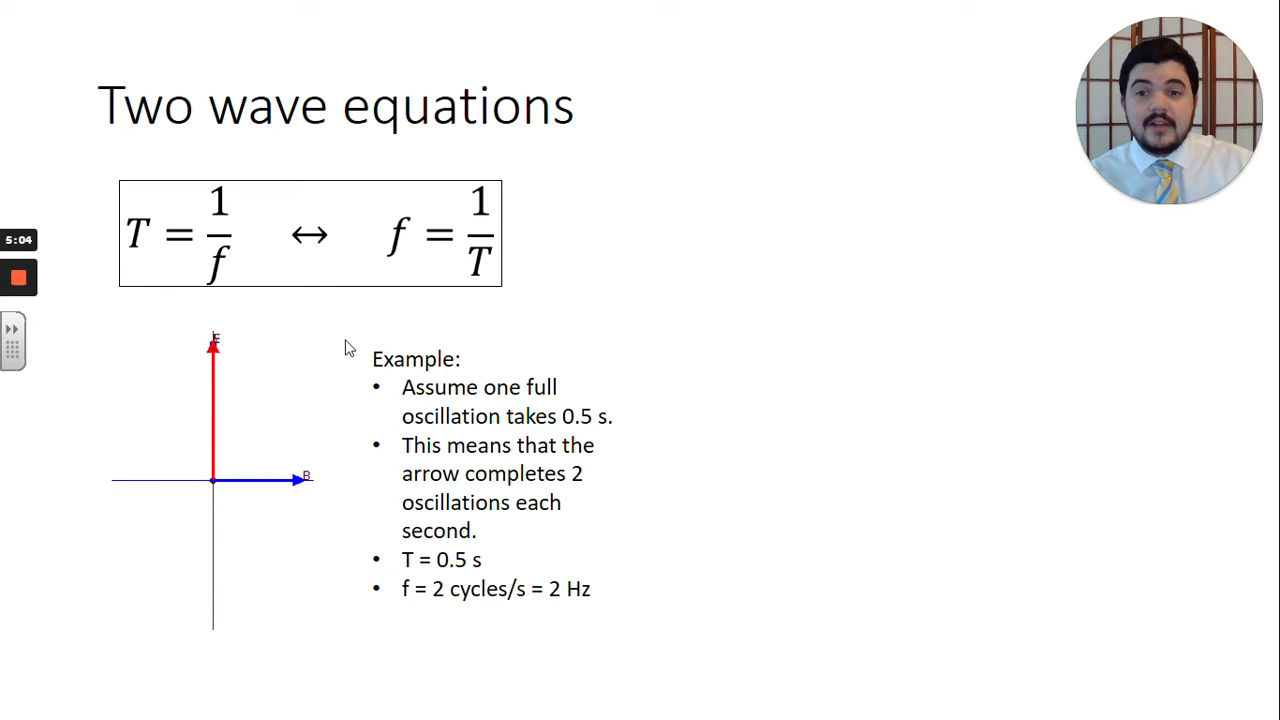 Two wave equations
T = 1/f ↔ f = 1/T
5:04
E
B
Example:
• Assume one full
oscillation takes 0.5 s.
• This means that the
arrow completes 2
oscillations each
second.
• T = 0.5 s
• f = 2 cycles/s = 2 Hz